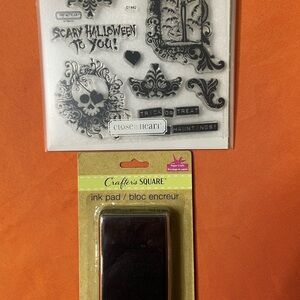 SCARY HALLOWEEN
TO YOU!
TRICK OR TREAT
HAUNTINGS!
close to my heart
Crafter's SQUARE
ink pad / bloc encreur